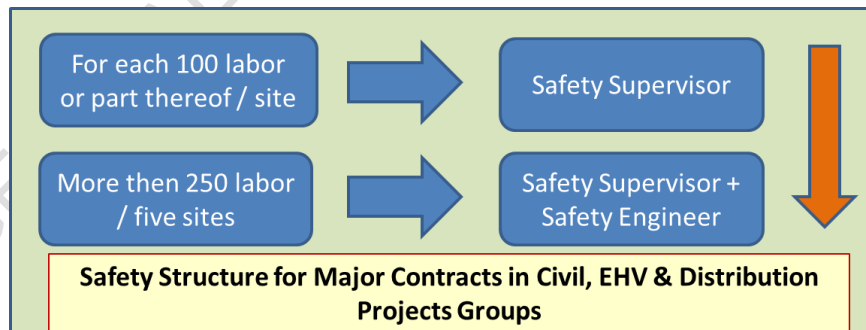 For each 100 labor
or part thereof / site
Safety Supervisor
More then 250 labor
/ five sites
Safety Supervisor +
Safety Engineer
Safety Structure for Major Contracts in Civil, EHV & Distribution
Projects Groups